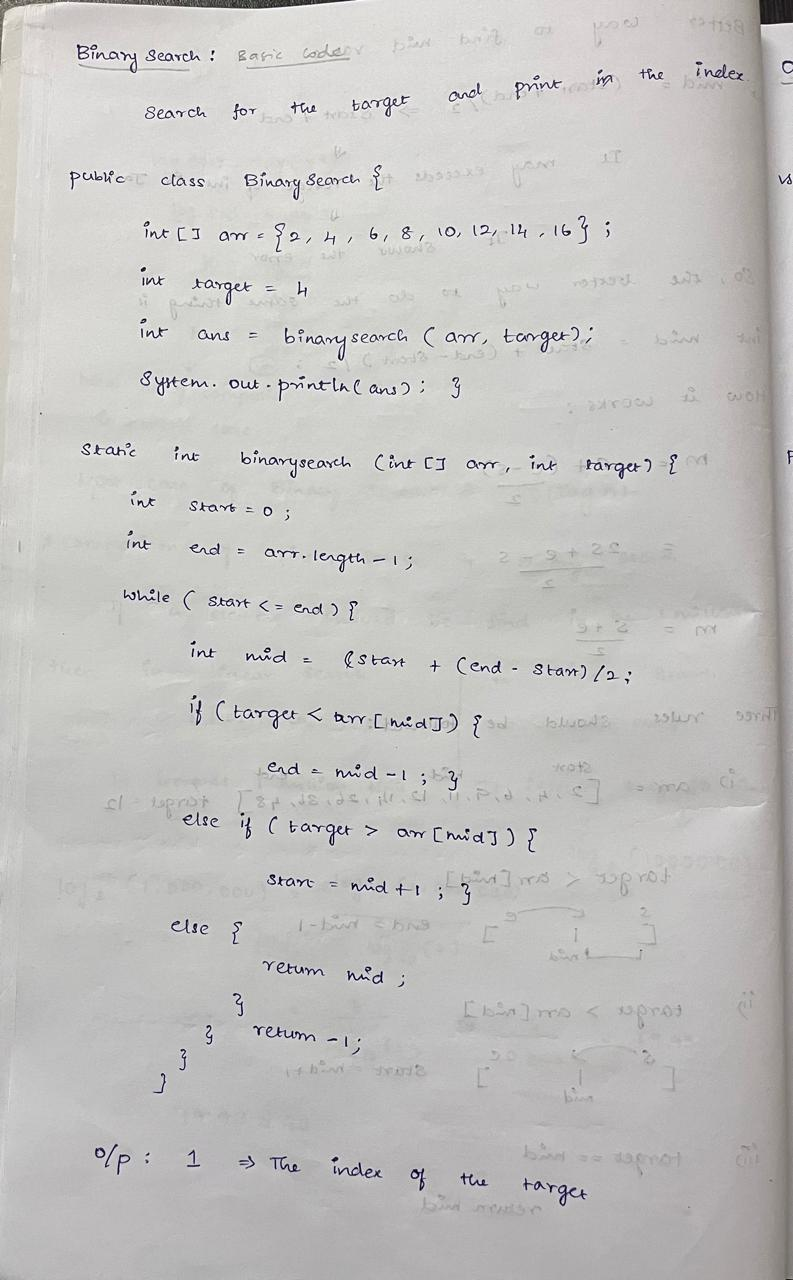 Binary Search : Basic code
Search for the target and print in the index.
public class BinarySearch {
int [] arr = {2, 4, 6, 8, 10, 12, 14, 16} ;
int target = 4
int ans = binarysearch (arr, target);
System.out.println(ans); }
static int binarysearch (int [] arr, int target) {
int start = 0 ;
int end = arr.length - 1 ;
while ( start <= end ) {
int mid = (start + (end - start) /2 ;
if (target < arr [mid]) {
end = mid - 1 ; }
else if (target > arr [mid]) {
start = mid + 1 ; }
else {
return mid ;
}
} return -1;
}
}
o/p : 1 ⇒ The index of the target